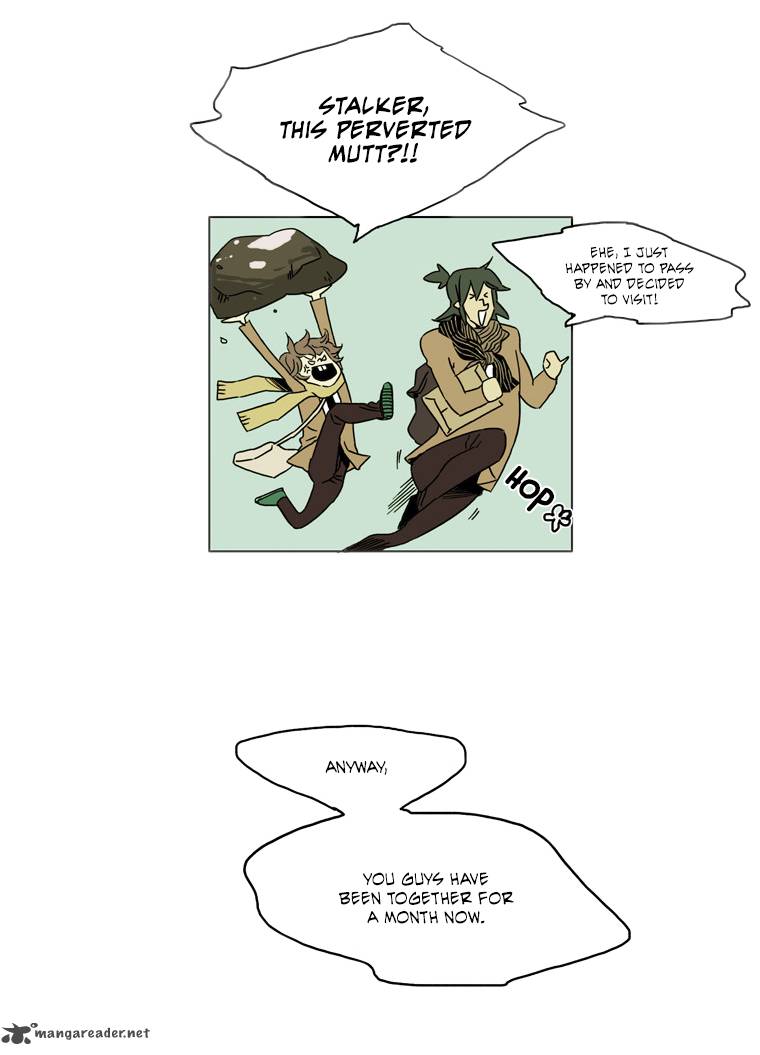 STALKER,
THIS PERVERTED
MUTT?!!
EHE, I JUST
HAPPENED TO PASS
BY AND DECIDED
TO VISIT!
HOP
ANYWAY,
YOU GUYS HAVE
BEEN TOGETHER FOR
A MONTH NOW.
mangareader.net